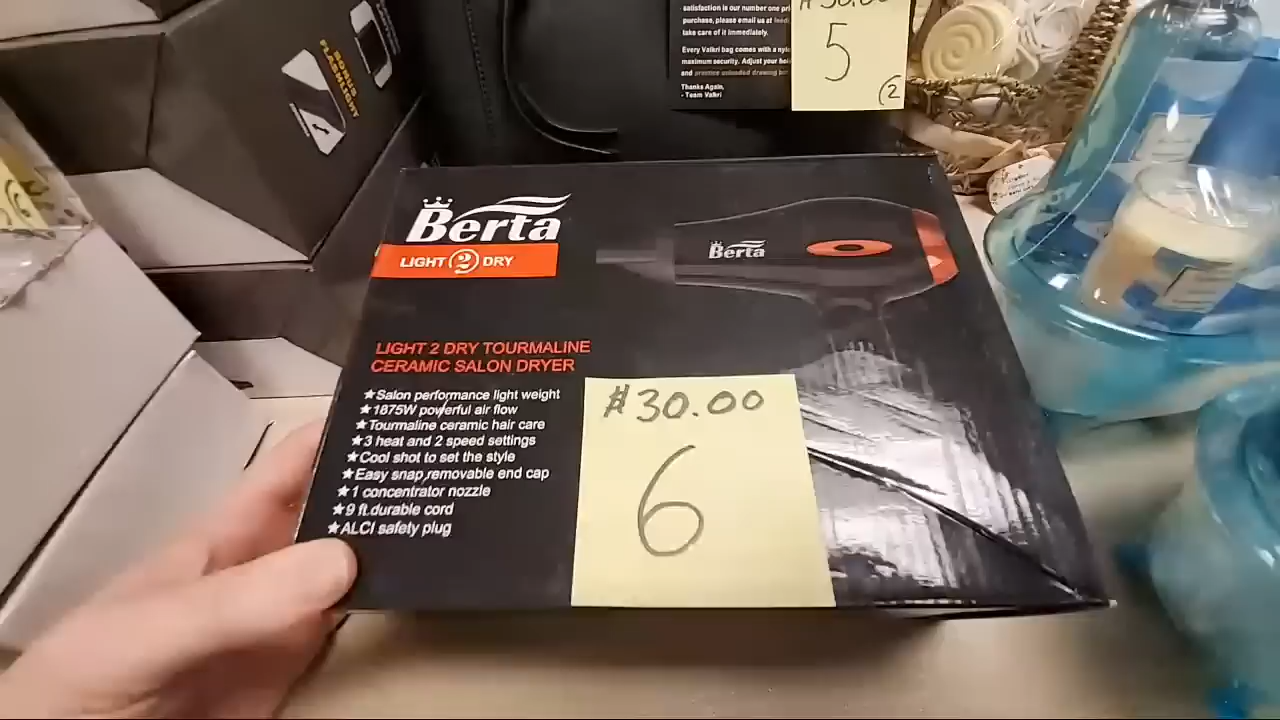 BONUS
FLASHLIGHT
satisfaction is our number one
purchase, please email us at
take care of it immediately.
Every Valkri bag comes with a
maximum security. Adjust your
and practice unloaded drawing
Thanks Again,
- Team Valkri
5
(2
Berta
LIGHT 2 DRY
Berta
LIGHT 2 DRY TOURMALINE
CERAMIC SALON DRYER
★Salon performance light weight
★1875W powerful air flow
★Tourmaline ceramic hair care
★3 heat and 2 speed settings
★Cool shot to set the style
★Easy snap,removable end cap
★1 concentrator nozzle
★9 ft.durable cord
★ALCI safety plug
$30.00
6